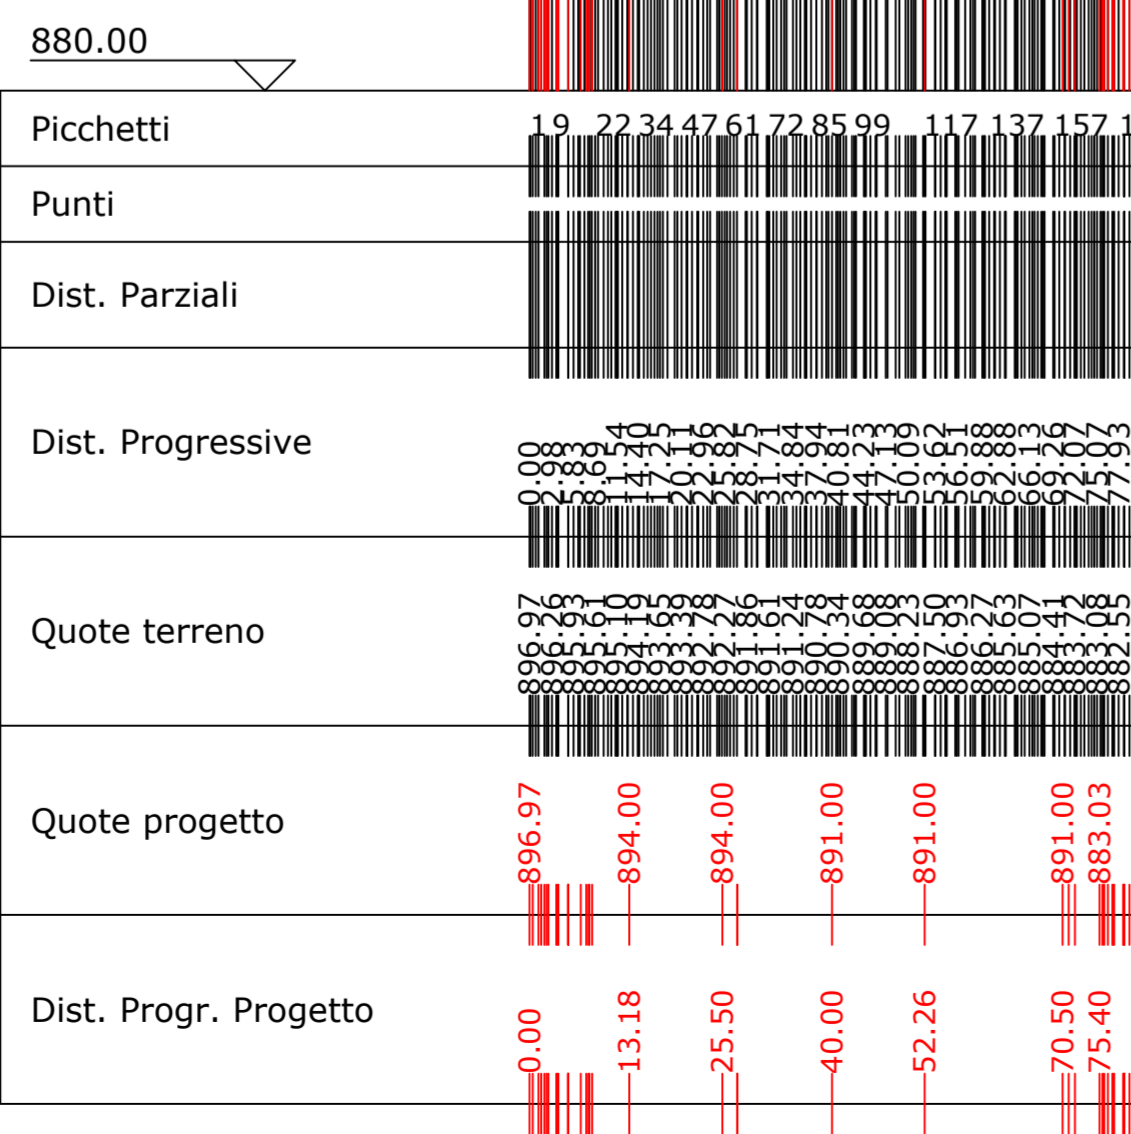 880.00
Picchetti 1 9 22 34 47 61 72 85 99 117 137 157
Punti
Dist. Parziali
Dist. Progressive 0.00 2.98 5.83 8.69 11.54 14.40 17.25 20.11 22.96 25.82 28.75 31.71 34.84 37.94 40.81 44.23 47.13 50.09 53.62 56.51 59.88 62.88 66.13 69.26 72.07 75.07 77.93
Quote terreno 896.97 896.26 895.93 895.61 895.10 894.19 893.65 893.39 892.78 892.27 891.86 891.61 891.24 890.78 890.34 889.68 889.08 888.23 887.50 886.93 886.27 885.63 885.07 884.41 883.72 883.08 882.55
Quote progetto 896.97 894.00 894.00 891.00 891.00 891.00 883.03
Dist. Progr. Progetto 0.00 13.18 25.50 40.00 52.26 70.50 75.40